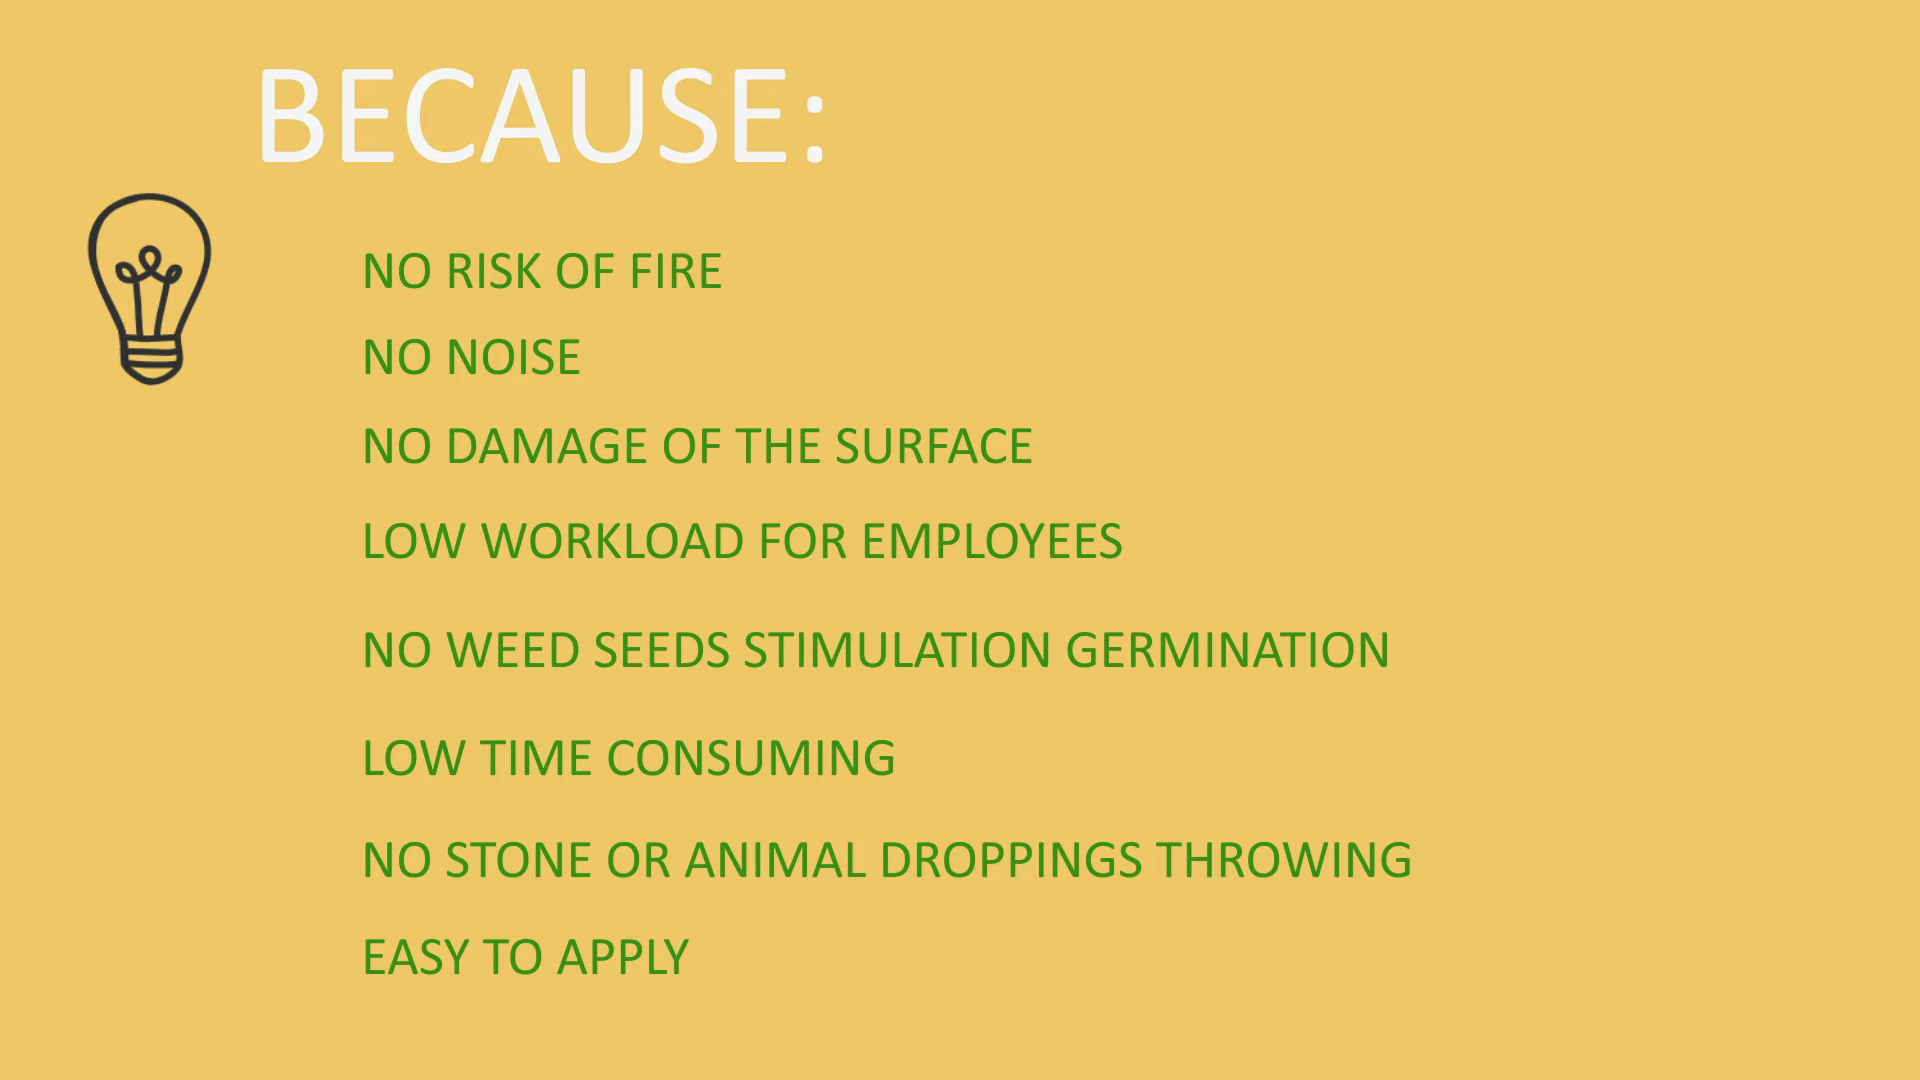 BECAUSE:
NO RISK OF FIRE
NO NOISE
NO DAMAGE OF THE SURFACE
LOW WORKLOAD FOR EMPLOYEES
NO WEED SEEDS STIMULATION GERMINATION
LOW TIME CONSUMING
NO STONE OR ANIMAL DROPPINGS THROWING
EASY TO APPLY